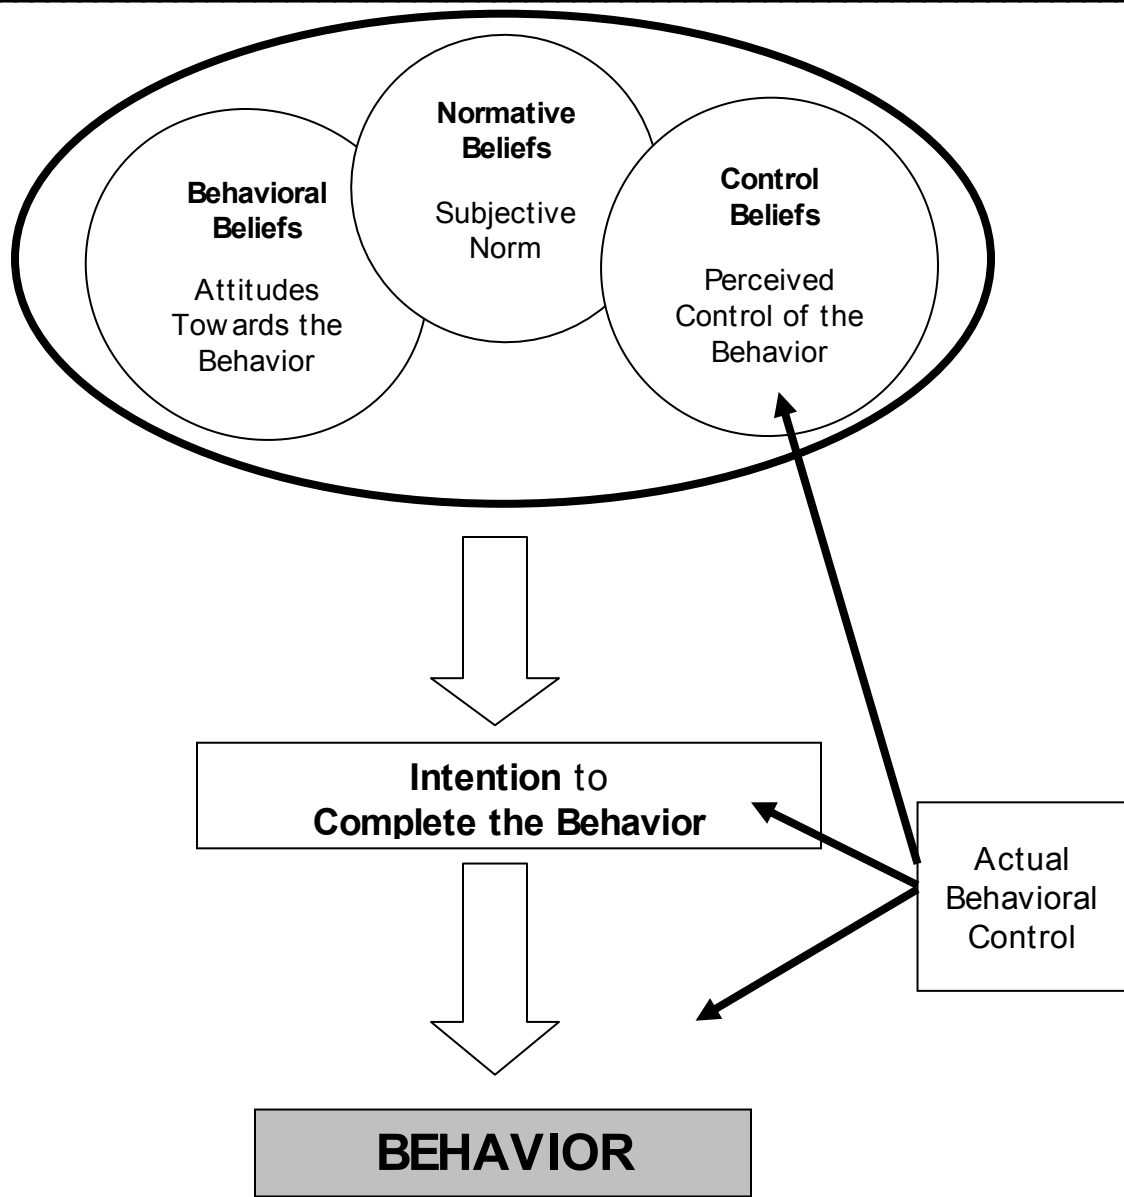 Normative
Beliefs
Subjective
Norm
Behavioral
Beliefs
Attitudes
Towards the
Behavior
Control
Beliefs
Perceived
Control of the
Behavior
Intention to
Complete the Behavior
Actual
Behavioral
Control
BEHAVIOR